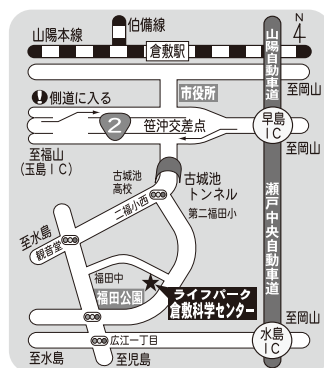 伯備線
山陽本線
倉敷駅
N
山陽自動車道
至岡山
市役所
側道に入る
2
笹沖交差点
早島
IC
至岡山
至福山
(玉島IC)
古城池
高校
古城池
トンネル
二福小西
第二福田小
瀬戸中央自動車道
至水島
観音堂
福田中
福田公園
ライフパーク
倉敷科学センター
至岡山
水島
IC
広江一丁目
至水島
至児島